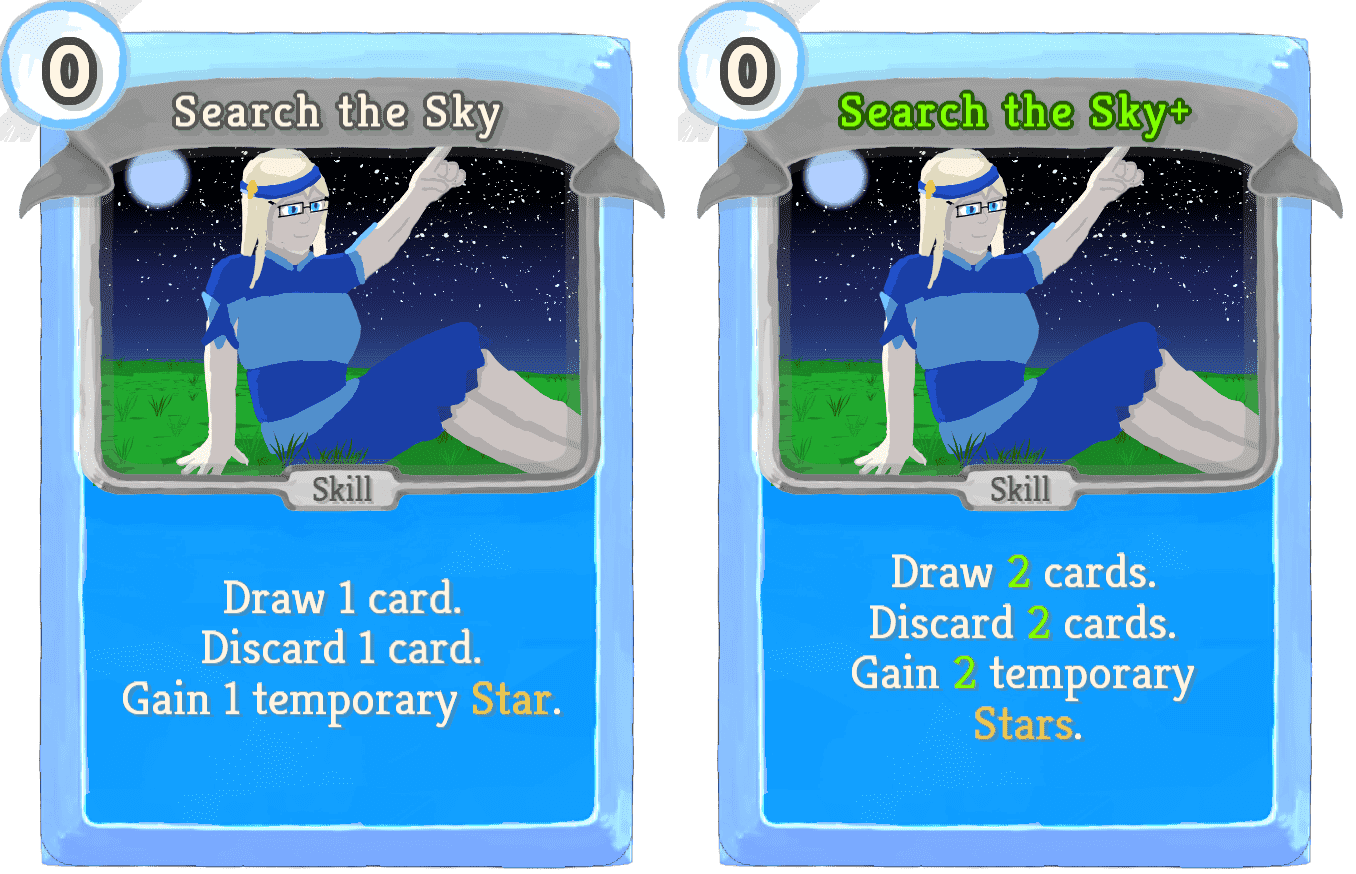 0
Search the Sky
Skill
Draw 1 card.
Discard 1 card.
Gain 1 temporary Star.
0
Search the Sky+
Skill
Draw 2 cards.
Discard 2 cards.
Gain 2 temporary
Stars.